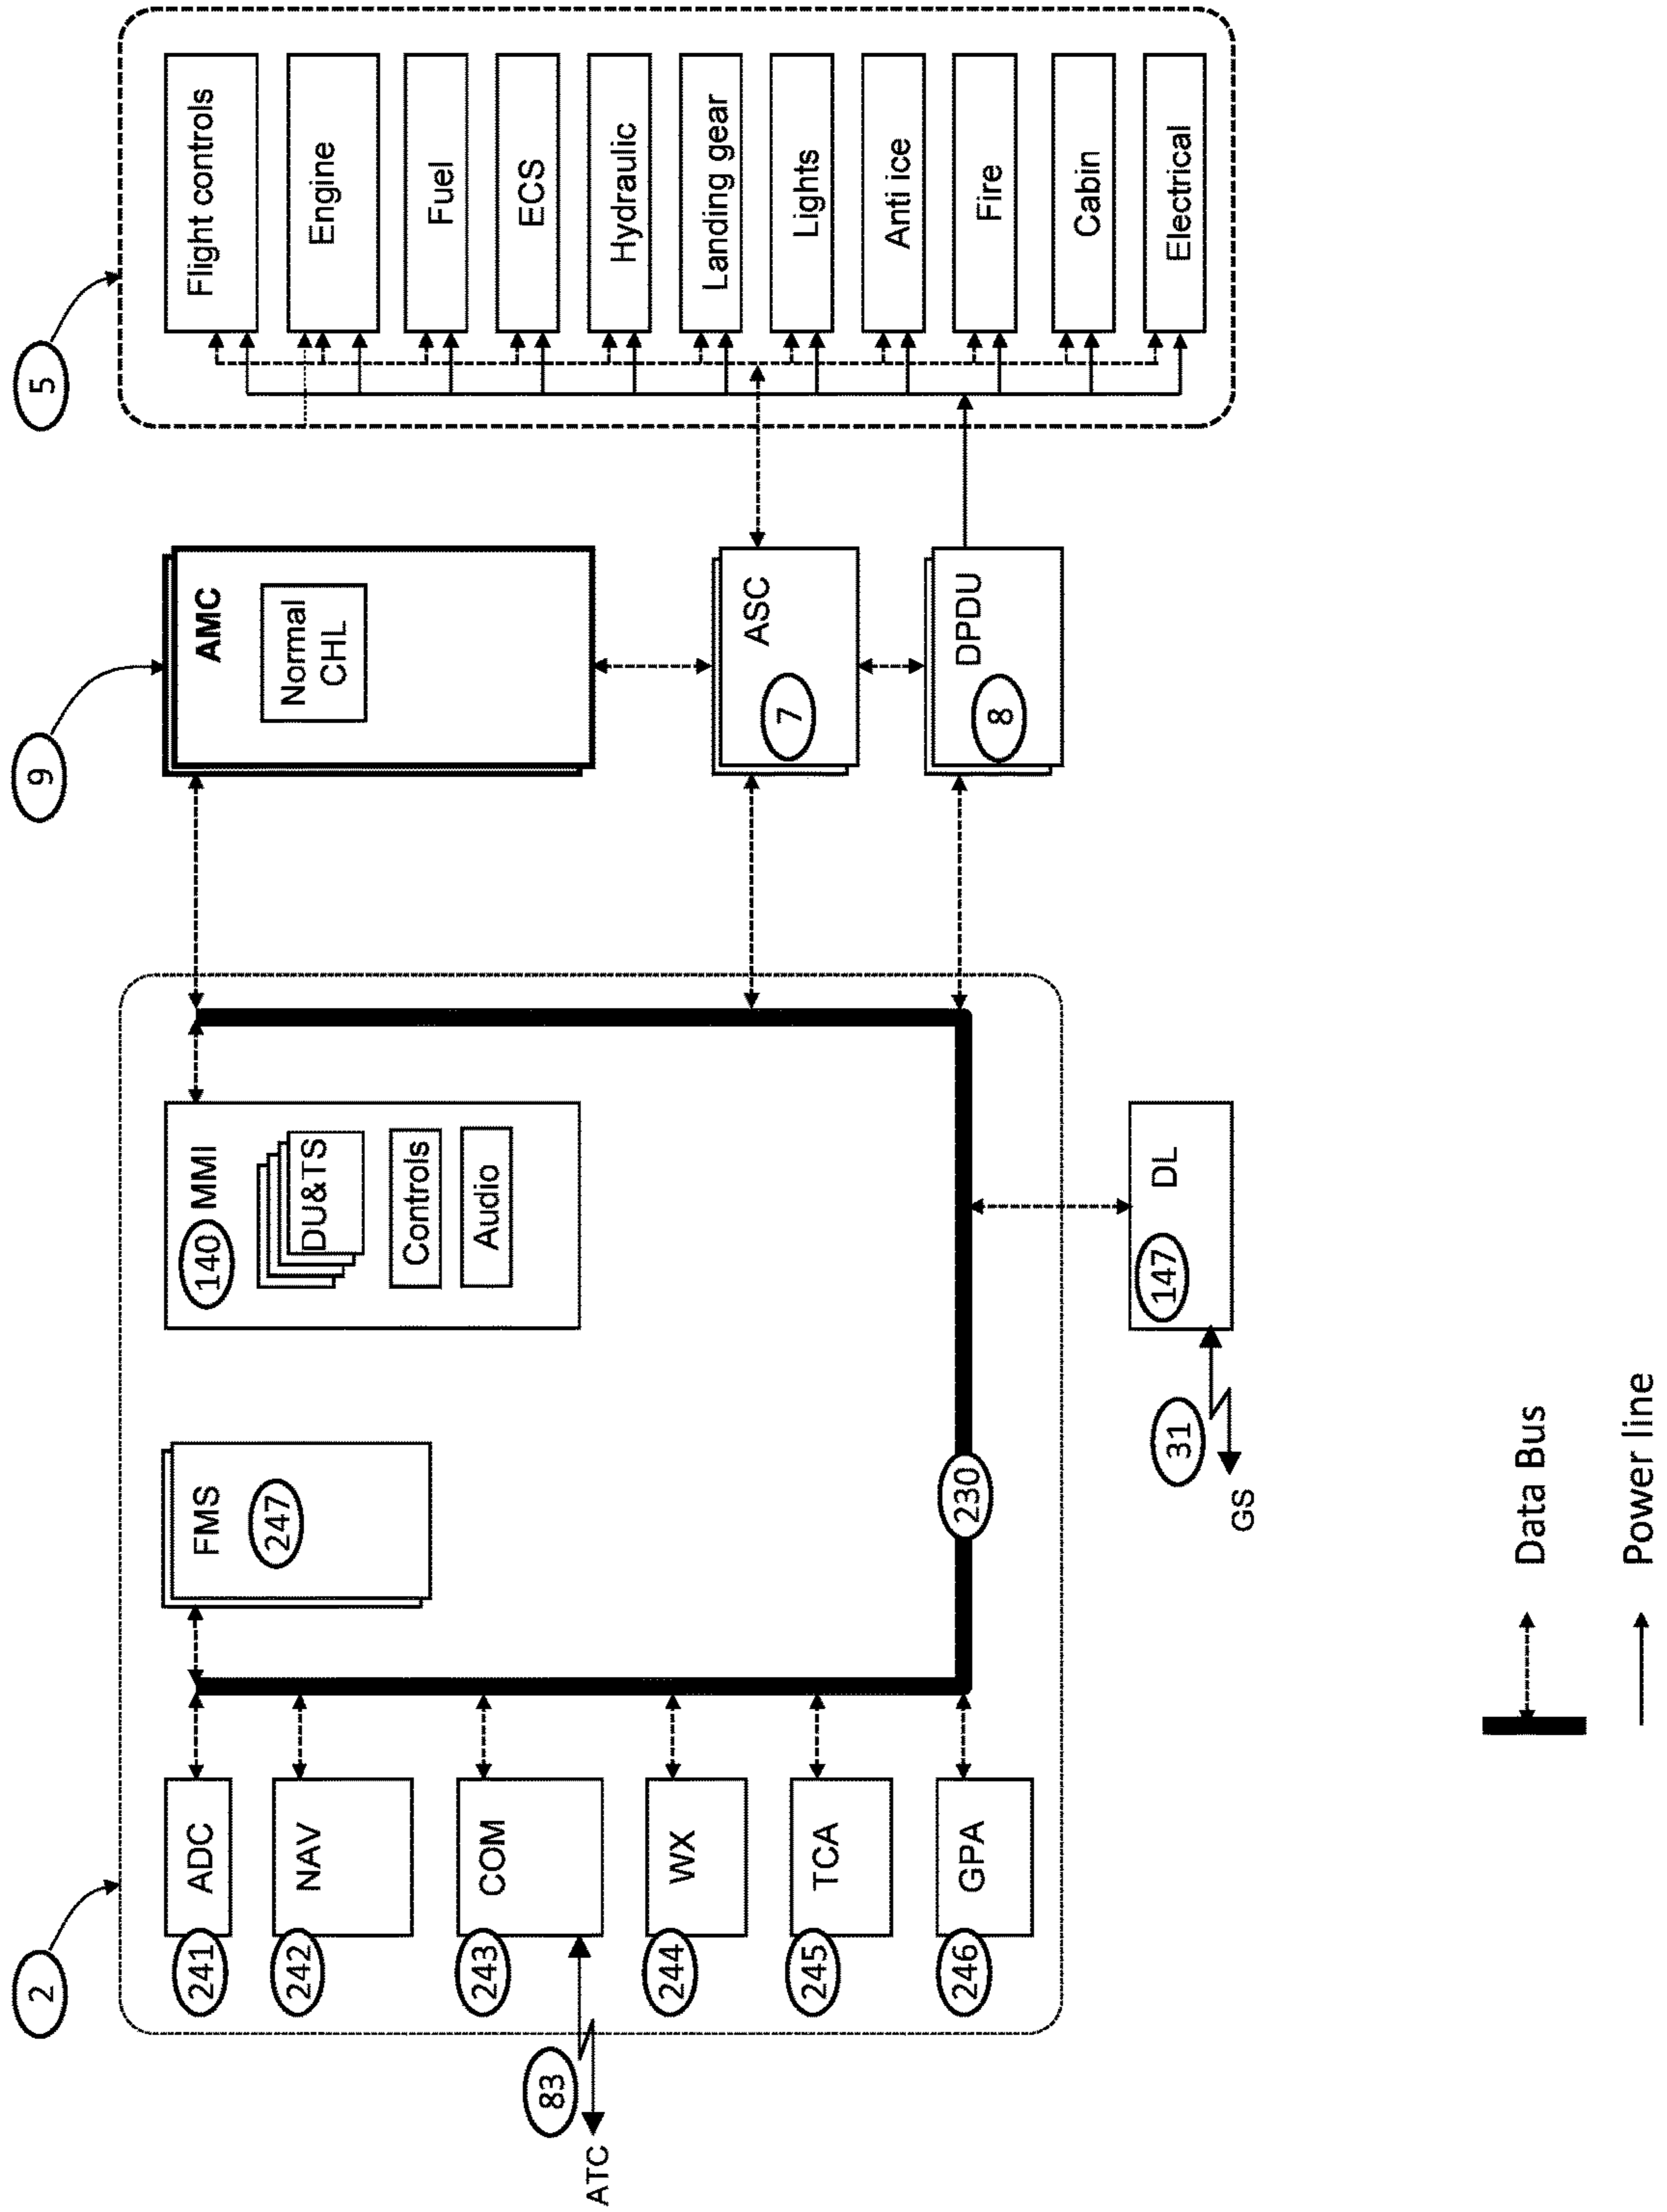 2
9
5
241
ADC
242
NAV
243
COM
244
WX
245
TCA
246
GPA
83
ATC
FMS
247
140
MMI
DU&TS
Controls
Audio
230
147
DL
31
GS
AMC
Normal
CHL
ASC
7
DPDU
8
Flight controls
Engine
Fuel
ECS
Hydraulic
Landing gear
Lights
Anti ice
Fire
Cabin
Electrical
Data Bus
Power line